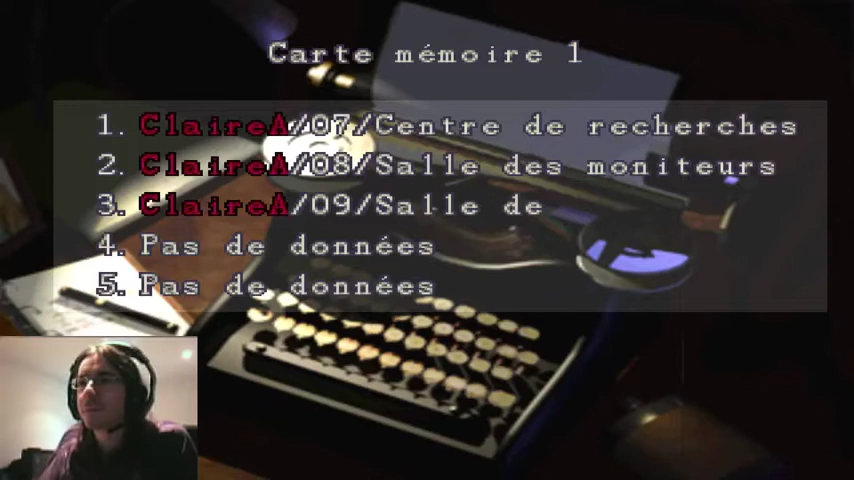 Carte mémoire 1
1. ClaireA/07/Centre de recherches
2. ClaireA/08/Salle des moniteurs
3. ClaireA/09/Salle de
4. Pas de données
5. Pas de données